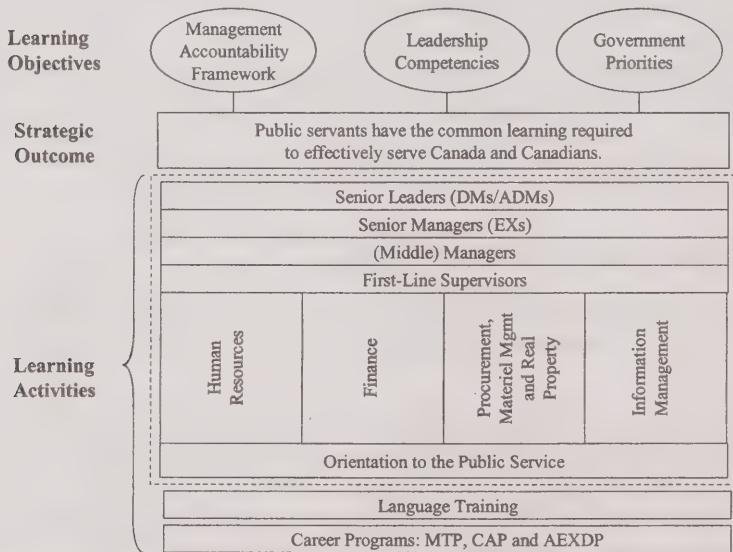 Learning
Objectives
Management
Accountability
Framework
Leadership
Competencies
Government
Priorities
Strategic
Outcome
Public servants have the common learning required
to effectively serve Canada and Canadians.
Learning
Activities
Senior Leaders (DMs/ADMs)
Senior Managers (EXs)
(Middle) Managers
First-Line Supervisors
Human
Resources
Finance
Procurement,
Materiel Mgmt
and Real
Property
Information
Management
Orientation to the Public Service
Language Training
Career Programs: MTP, CAP and AEXDP